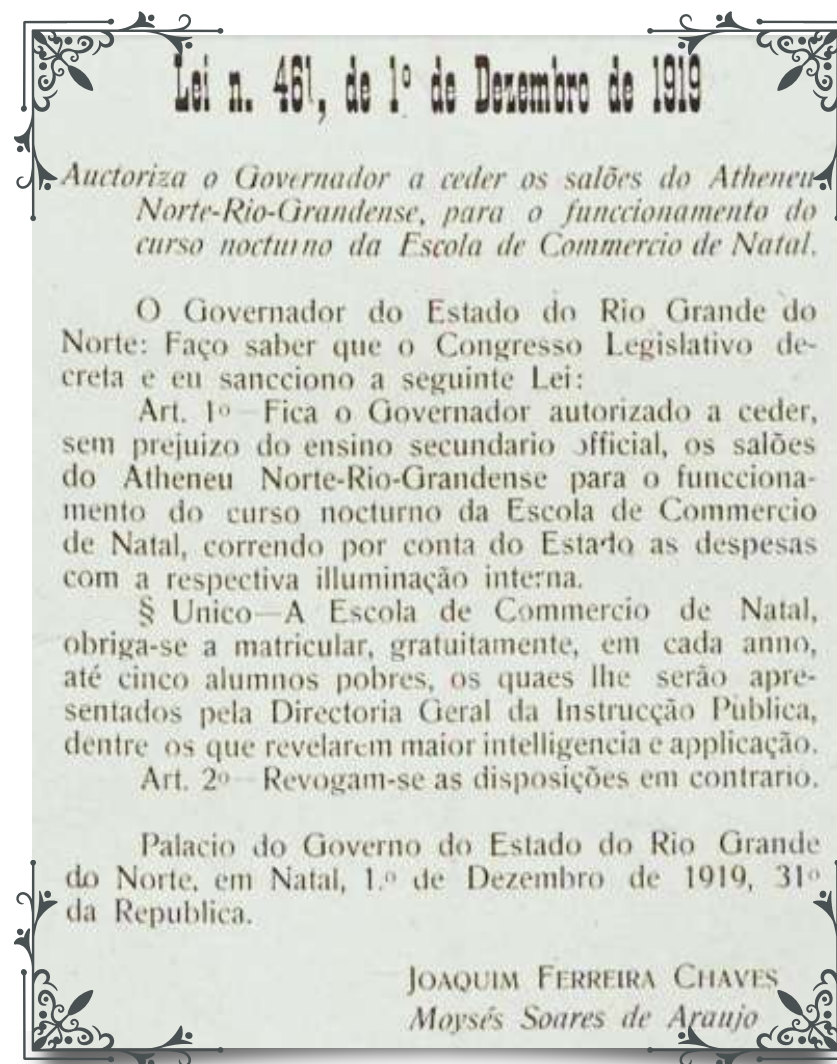 Lei n. 461, de 1º de Dezembro de 1919
Auctoriza o Governador a ceder os salões do Atheneu
Norte-Rio-Grandense, para o funccionamento do
curso nocturno da Escola de Commercio de Natal.
O Governador do Estado do Rio Grande do
Norte: Faço saber que o Congresso Legislativo de-
creta e eu sancciono a seguinte Lei:
Art. 1º—Fica o Governador autorizado a ceder,
sem prejuizo do ensino secundario official, os salões
do Atheneu Norte-Rio-Grandense para o funcciona-
mento do curso nocturno da Escola de Commercio
de Natal, correndo por conta do Estado as despesas
com a respectiva illuminação interna.
§ Unico—A Escola de Commercio de Natal,
obriga-se a matricular, gratuitamente, em cada anno,
até cinco alumnos pobres, os quaes lhe serão apre-
sentados pela Directoria Geral da Instrucção Publica,
dentre os que revelarem maior intelligencia e applicação.
Art. 2º—Revogam-se as disposições em contrario.
Palacio do Governo do Estado do Rio Grande
do Norte, em Natal, 1.º de Dezembro de 1919, 31º
da Republica.
JOAQUIM FERREIRA CHAVES
Moysés Soares de Araujo